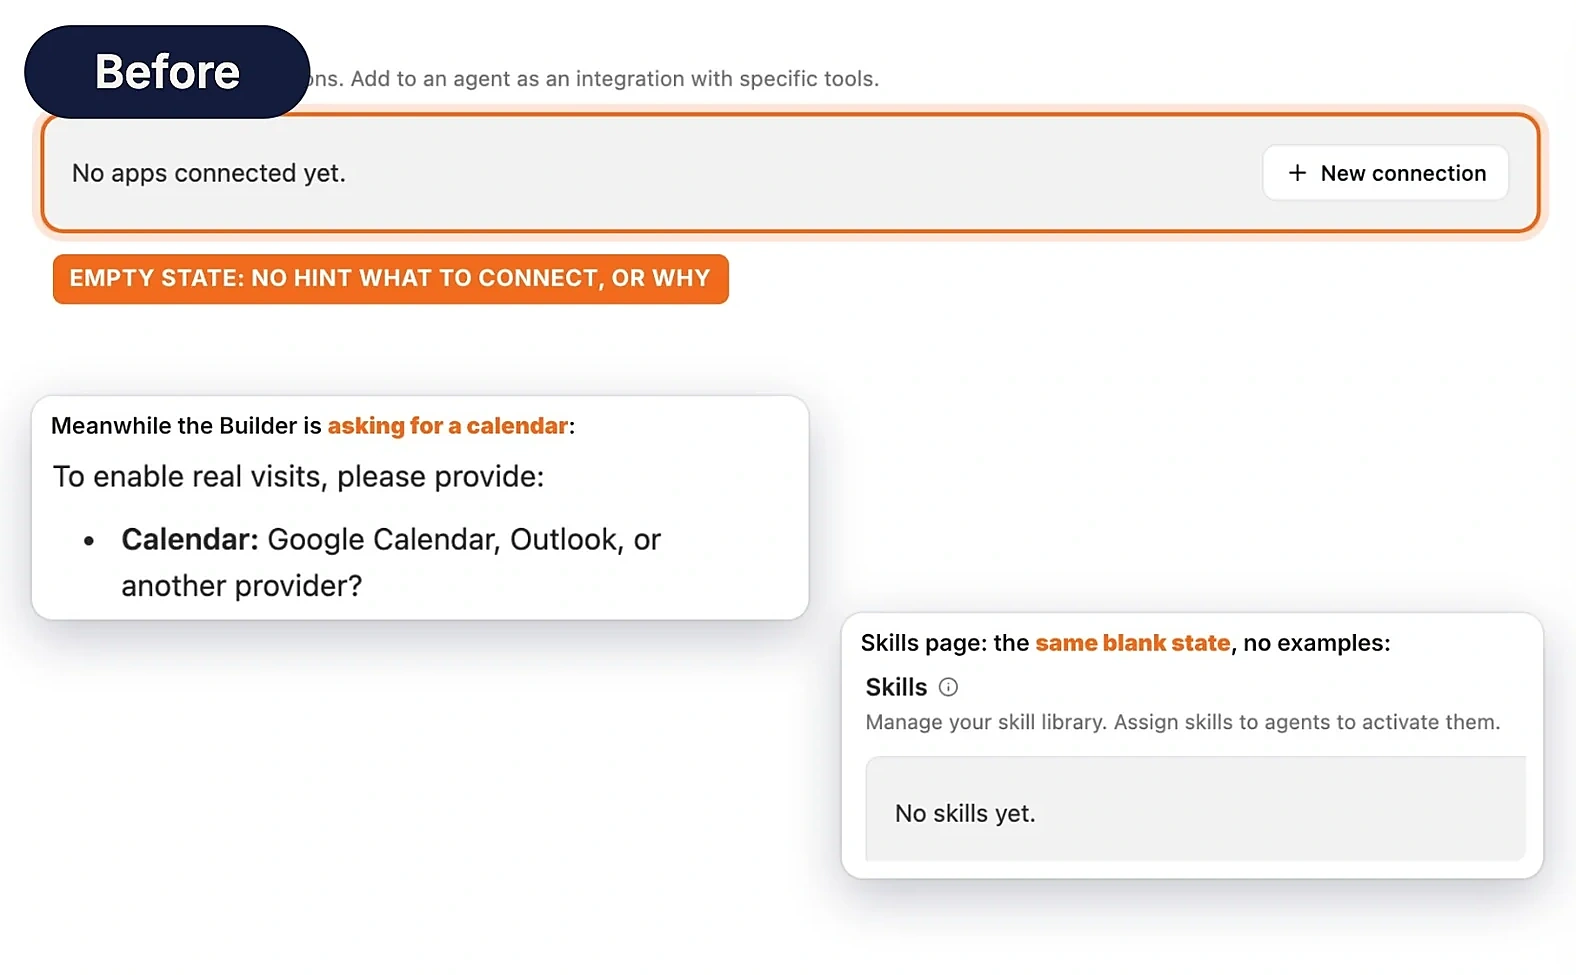 Before
. Add to an agent as an integration with specific tools.
No apps connected yet.
+ New connection
EMPTY STATE: NO HINT WHAT TO CONNECT, OR WHY
Meanwhile the Builder is asking for a calendar:
To enable real visits, please provide:
• Calendar: Google Calendar, Outlook, or
another provider?
Skills page: the same blank state, no examples:
Skills
Manage your skill library. Assign skills to agents to activate them.
No skills yet.